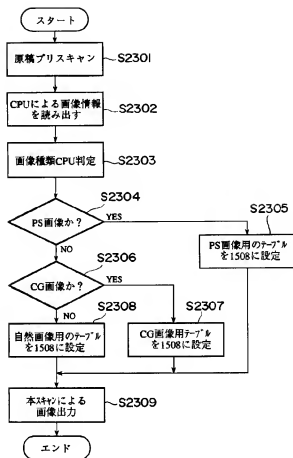 スタート
原稿プリスキャン
S2301
CPUによる画像情報
を読み出す
S2302
画像種類CPU判定
S2303
S2304
PS画像か?
YES
NO
S2305
PS画像用のテーブル
を1508に設定
S2306
CG画像か?
YES
NO
S2308
自然画像用のテーブル
を1508に設定
S2307
CG画像用テーブル
を1508に設定
本スキャンによる
画像出力
S2309
エンド